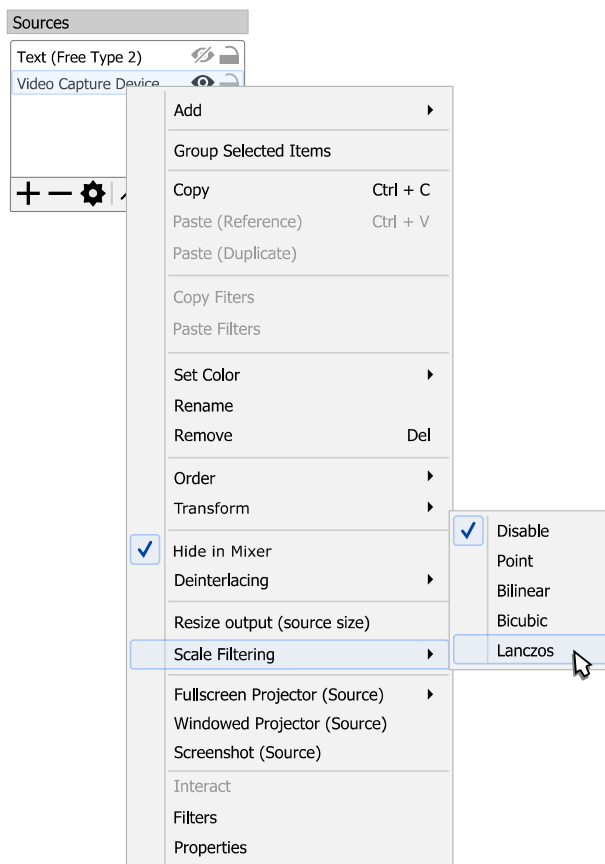 Sources
Text (Free Type 2)
Video Capture Device
Add
Group Selected Items
Copy Ctrl + C
Paste (Reference) Ctrl + V
Paste (Duplicate)
Copy Fiters
Paste Filters
Set Color
Rename
Remove Del
Order
Transform
Hide in Mixer
Deinterlacing
Resize output (source size)
Scale Filtering
Fullscreen Projector (Source)
Windowed Projector (Source)
Screenshot (Source)
Interact
Filters
Properties
Disable
Point
Bilinear
Bicubic
Lanczos